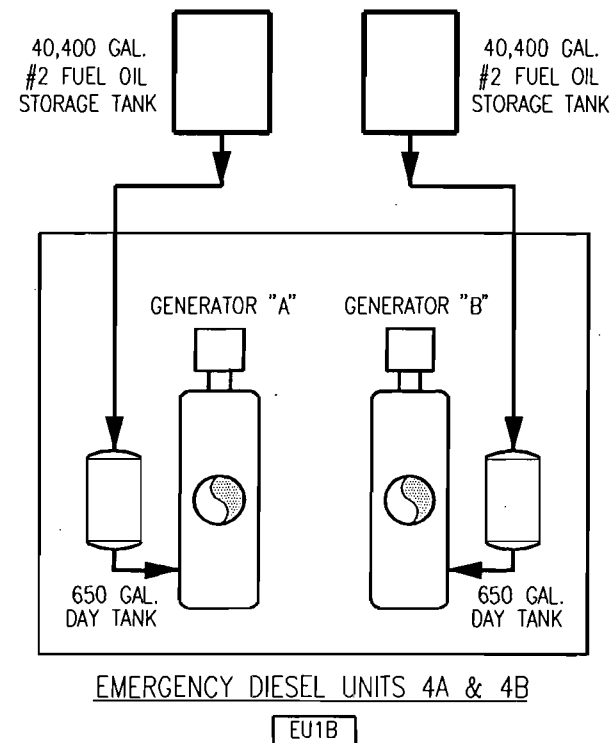 40,400 GAL.
#2 FUEL OIL
STORAGE TANK
40,400 GAL.
#2 FUEL OIL
STORAGE TANK
GENERATOR "A"
GENERATOR "B"
650 GAL.
DAY TANK
650 GAL.
DAY TANK
EMERGENCY DIESEL UNITS 4A & 4B
EU1B